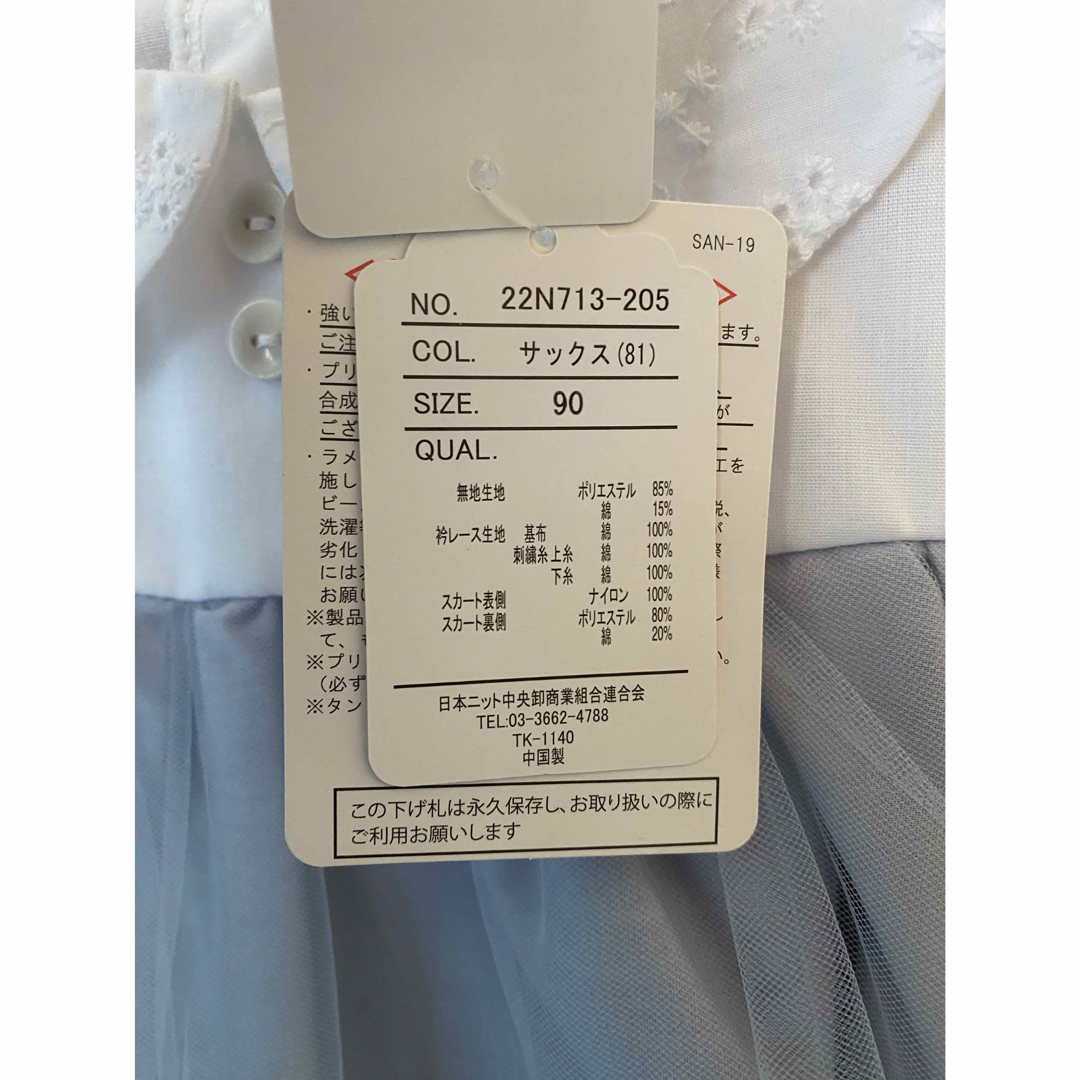 SAN-19
NO. 22N713-205
COL. サックス(81)
SIZE. 90
QUAL.
無地生地 ポリエステル 85%
綿 15%
衿レース生地 基布 綿 100%
刺繍糸 上糸 綿 100%
下糸 綿 100%
スカート表側 ナイロン 100%
スカート裏側 ポリエステル 80%
綿 20%
日本ニット中央卸商業組合連合会
TEL:03-3662-4788
TK-1140
中国製
・強い
ご注
ます。
・プリ
合成
ござ
が
・ラメ
工を
施し
ビー
洗濯
劣化
には
お願い
※製品
て、
※プリ
（必ず
い。
※タン
この下げ札は永久保存し、お取り扱いの際に
ご利用お願いします